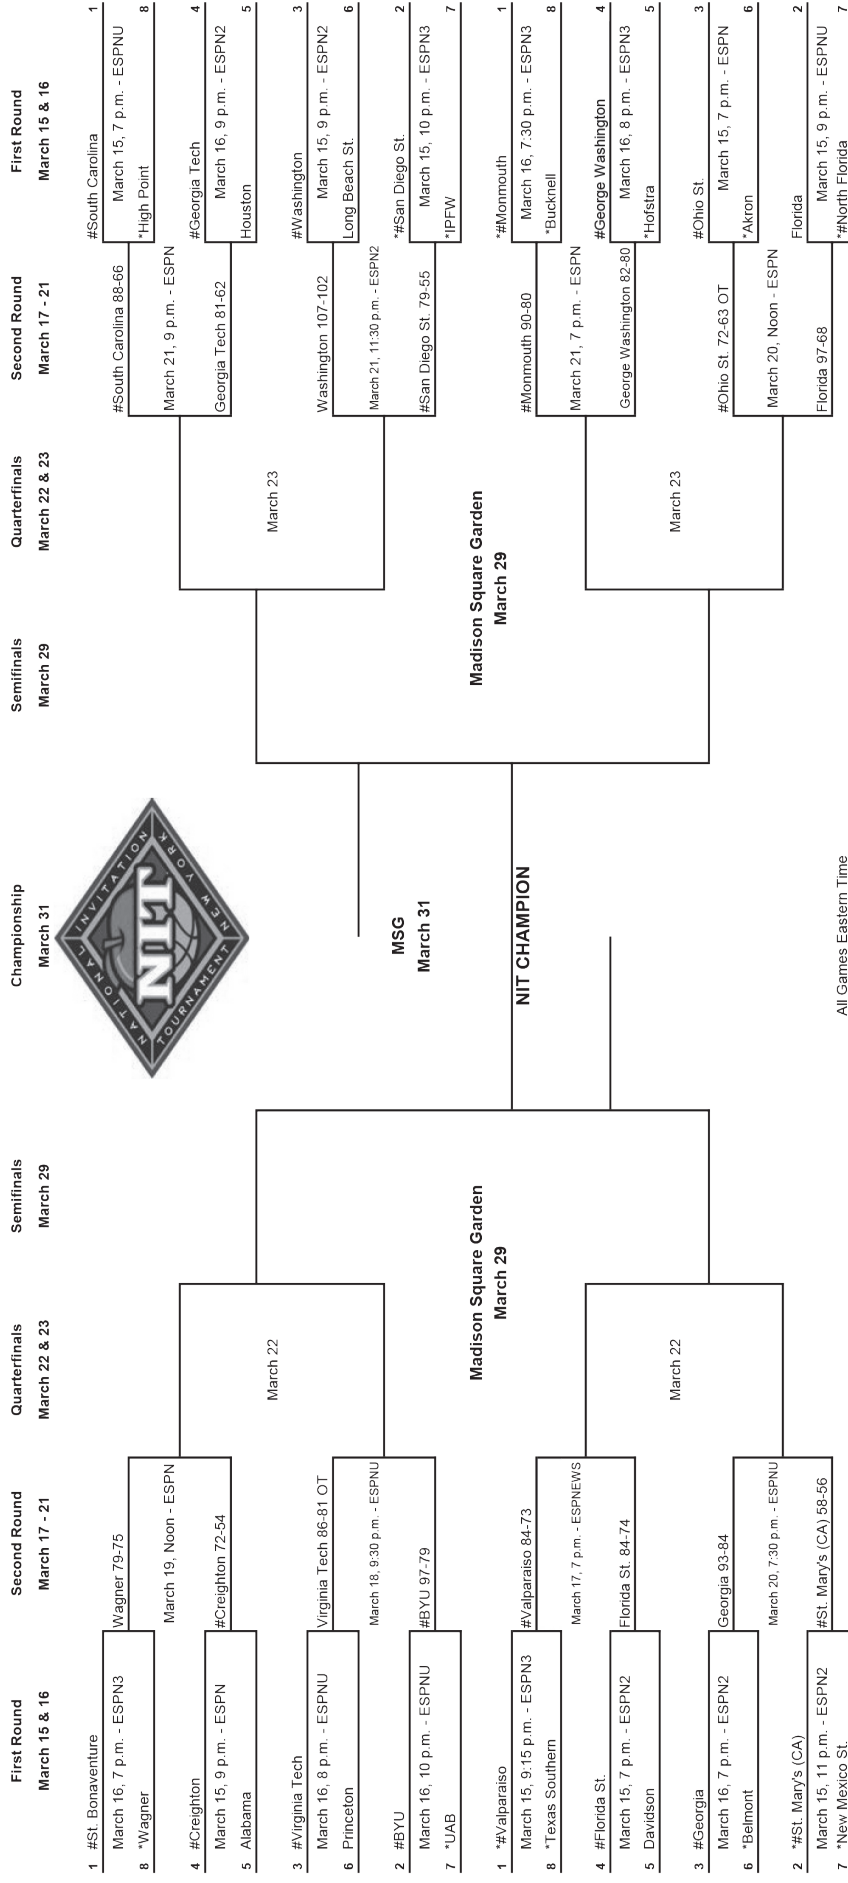 First Round
March 15 & 16
Second Round
March 17 - 21
Quarterfinals
March 22 & 23
Semifinals
March 29
Championship
March 31
Semifinals
March 29
Quarterfinals
March 22 & 23
Second Round
March 17 - 21
First Round
March 15 & 16
1 #St. Bonaventure
March 16, 7 p.m. - ESPN3
8 *Wagner
Wagner 79-75
March 19, Noon - ESPN
4 #Creighton
March 15, 9 p.m. - ESPN
5 Alabama
#Creighton 72-54
March 22
3 #Virginia Tech
March 16, 8 p.m. - ESPNU
6 Princeton
Virginia Tech 86-81 OT
March 18, 9:30 p.m. - ESPNU
2 #BYU
March 16, 10 p.m. - ESPNU
7 *UAB
#BYU 97-79
Madison Square Garden
March 29
1 *#Valparaiso
March 15, 9:15 p.m. - ESPN3
8 *Texas Southern
#Valparaiso 84-73
March 17, 7 p.m. - ESPNEWS
4 #Florida St.
March 15, 7 p.m. - ESPN2
5 Davidson
Florida St. 84-74
March 22
3 #Georgia
March 16, 7 p.m. - ESPN2
6 *Belmont
Georgia 93-84
March 20, 7:30 p.m. - ESPNU
2 *#St. Mary's (CA)
March 15, 11 p.m. - ESPN2
7 *New Mexico St.
#St. Mary's (CA) 58-56
NATIONAL INVITATION
NIT
TOURNAMENT NEW YORK
MSG
March 31
NIT CHAMPION
All Games Eastern Time
#South Carolina 1
March 15, 7 p.m. - ESPNU
*High Point 8
#South Carolina 88-66
March 21, 9 p.m. - ESPN
#Georgia Tech 4
March 16, 9 p.m. - ESPN2
Houston 5
Georgia Tech 81-62
March 23
#Washington 3
March 15, 9 p.m. - ESPN2
Long Beach St. 6
Washington 107-102
March 21, 11:30 p.m. - ESPN2
*#San Diego St. 2
March 15, 10 p.m. - ESPN3
*IPFW 7
#San Diego St. 79-55
Madison Square Garden
March 29
*#Monmouth 1
March 16, 7:30 p.m. - ESPN3
*Bucknell 8
#Monmouth 90-80
March 21, 7 p.m. - ESPN
#George Washington 4
March 16, 8 p.m. - ESPN3
*Hofstra 5
George Washington 82-80
March 23
#Ohio St. 3
March 15, 7 p.m. - ESPN
*Akron 6
#Ohio St. 72-63 OT
March 20, Noon - ESPN
Florida 2
March 15, 9 p.m. - ESPNU
*#North Florida 7
Florida 97-68